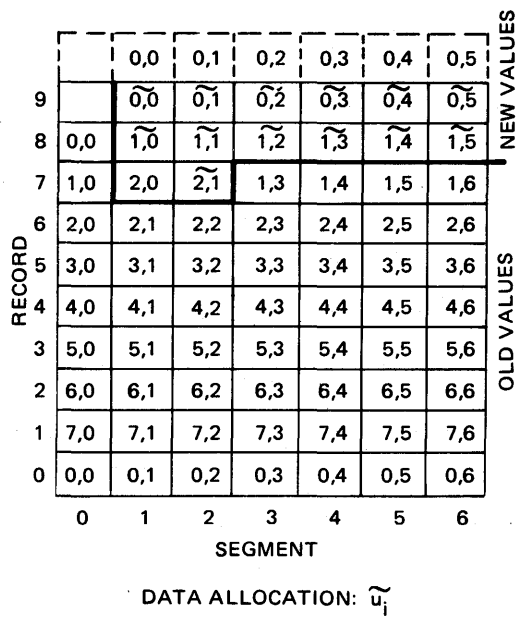 0,0 0,1 0,2 0,3 0,4 0,5
9 0,̃0 0,̃1 0,̃2 0,̃3 0,̃4 0,̃5
8 0,0 1,̃0 1,̃1 1,̃2 1,̃3 1,̃4 1,̃5
7 1,0 2,0 2,̃1 1,3 1,4 1,5 1,6
6 2,0 2,1 2,2 2,3 2,4 2,5 2,6
5 3,0 3,1 3,2 3,3 3,4 3,5 3,6
4 4,0 4,1 4,2 4,3 4,4 4,5 4,6
3 5,0 5,1 5,2 5,3 5,4 5,5 5,6
2 6,0 6,1 6,2 6,3 6,4 6,5 6,6
1 7,0 7,1 7,2 7,3 7,4 7,5 7,6
0 0,0 0,1 0,2 0,3 0,4 0,5 0,6
0 1 2 3 4 5 6
RECORD
SEGMENT
NEW VALUES
OLD VALUES
DATA ALLOCATION: ũi